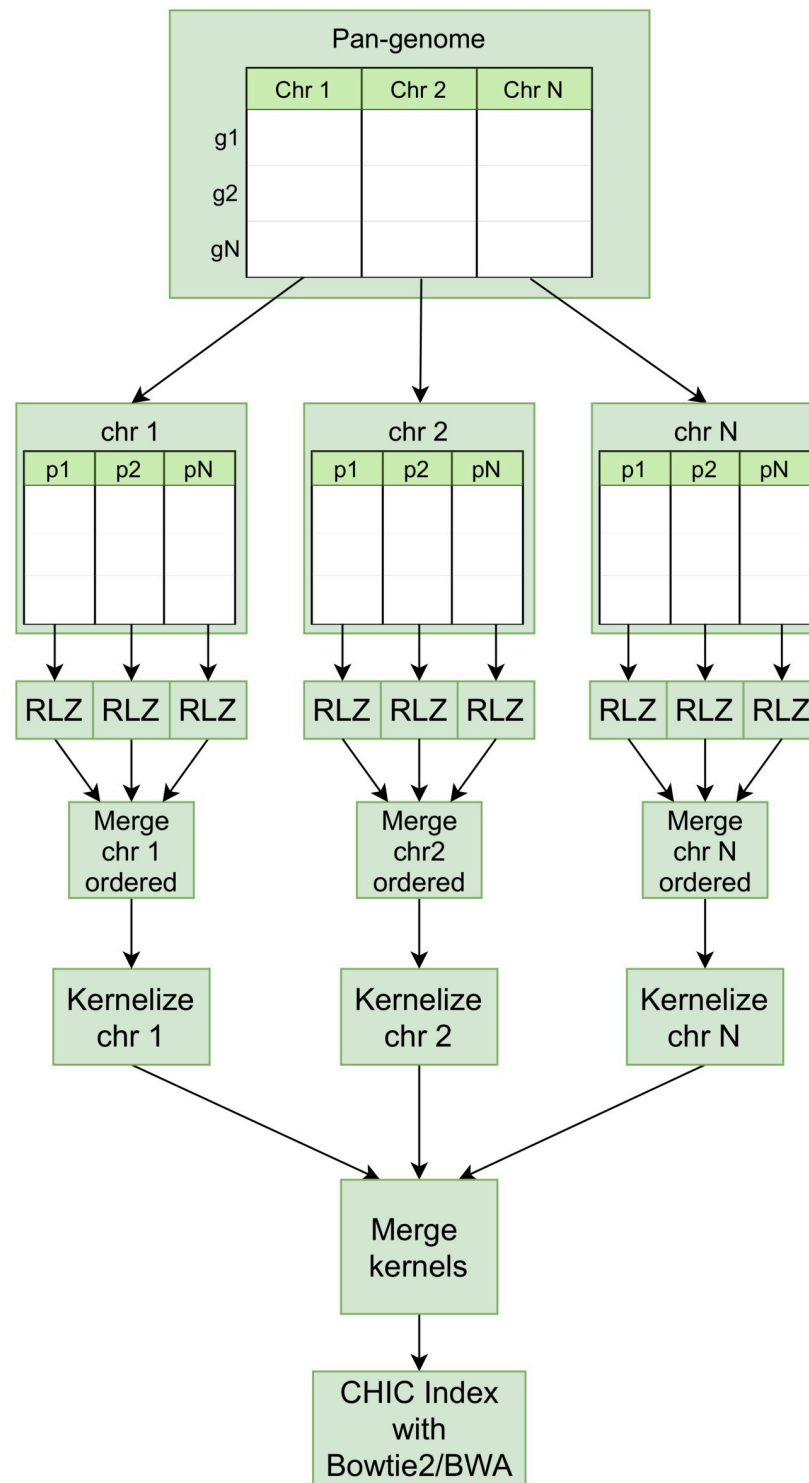 Pan-genome
Chr 1 Chr 2 Chr N
g1
g2
gN
chr 1 chr 2 chr N
p1 p2 pN p1 p2 pN p1 p2 pN
RLZ RLZ RLZ RLZ RLZ RLZ RLZ RLZ RLZ
Merge
chr 1
ordered
Merge
chr2
ordered
Merge
chr N
ordered
Kernelize
chr 1
Kernelize
chr 2
Kernelize
chr N
Merge
kernels
CHIC Index
with
Bowtie2/BWA